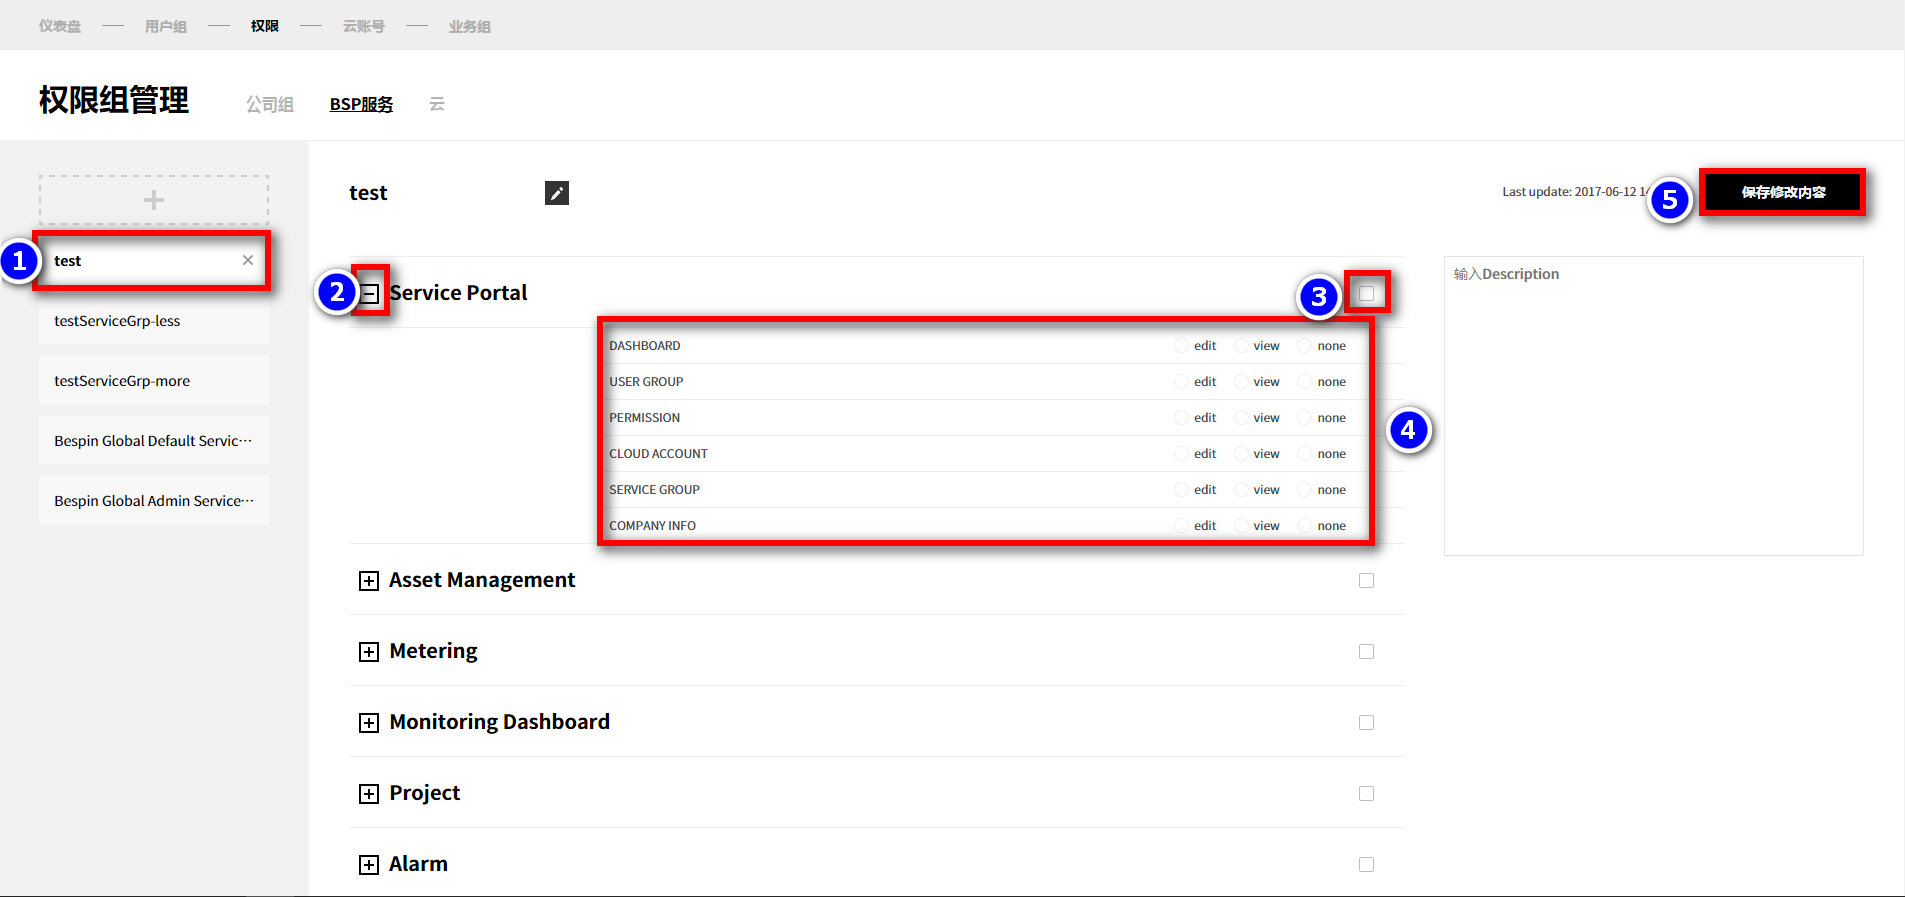 仪表盘 用户组 权限 云账号 业务组
权限组管理 公司组 BSP服务 云
test
Last update: 2017-06-12 1
5
保存修改内容
1
test
testServiceGrp-less
testServiceGrp-more
Bespin Global Default Servic···
Bespin Global Admin Service···
2
Service Portal
3
输入Description
DASHBOARD edit view none
USER GROUP edit view none
PERMISSION edit view none
4
CLOUD ACCOUNT edit view none
SERVICE GROUP edit view none
COMPANY INFO edit view none
Asset Management
Metering
Monitoring Dashboard
Project
Alarm